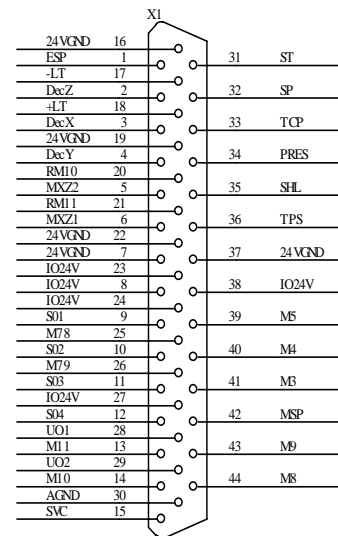 X1
24VGND 16
ESP 1
-LT 17
DecZ 2
+LT 18
DecX 3
24VGND 19
DecY 4
RM10 20
MXZ2 5
RM11 21
MXZ1 6
24VGND 22
24VGND 7
IO24V 23
IO24V 8
IO24V 24
S01 9
M78 25
S02 10
M79 26
S03 11
IO24V 27
S04 12
UO1 28
M11 13
UO2 29
M10 14
AGND 30
SVC 15
31 ST
32 SP
33 TCP
34 PRES
35 SHL
36 TPS
37 24VGND
38 IO24V
39 M5
40 M4
41 M3
42 MSP
43 M9
44 M8